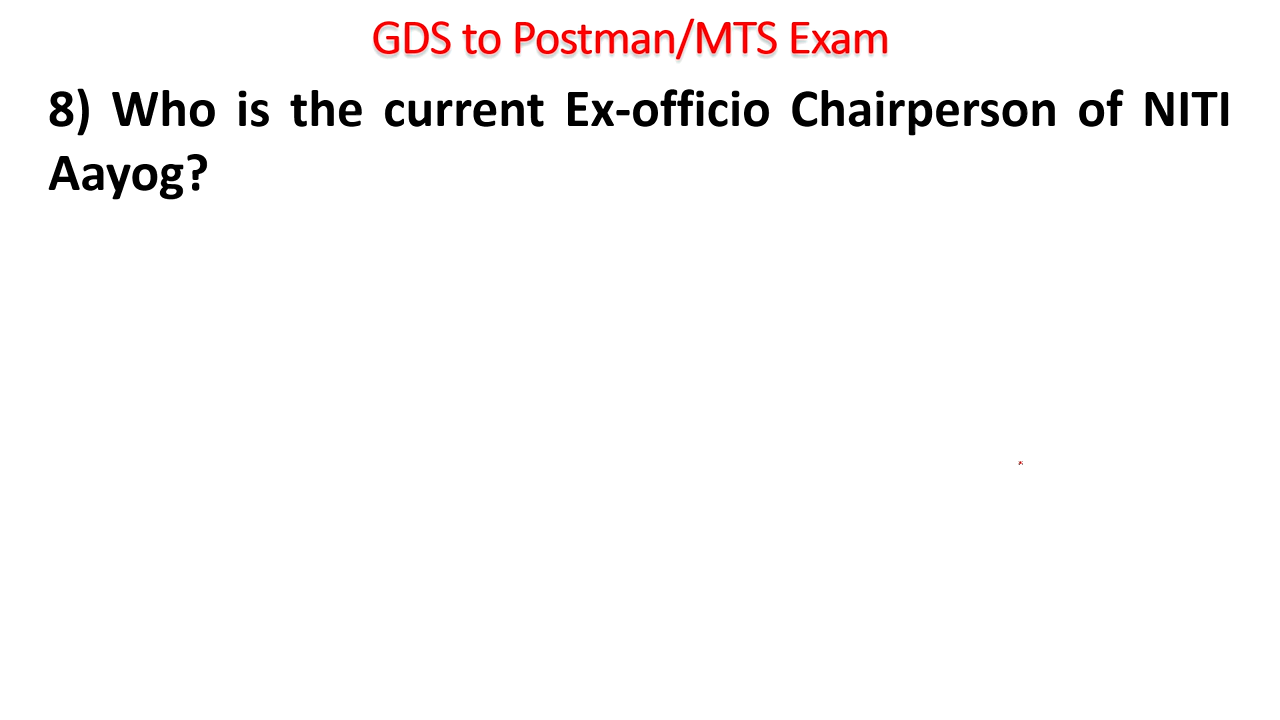 GDS to Postman/MTS Exam
8) Who is the current Ex-officio Chairperson of NITI
Aayog?